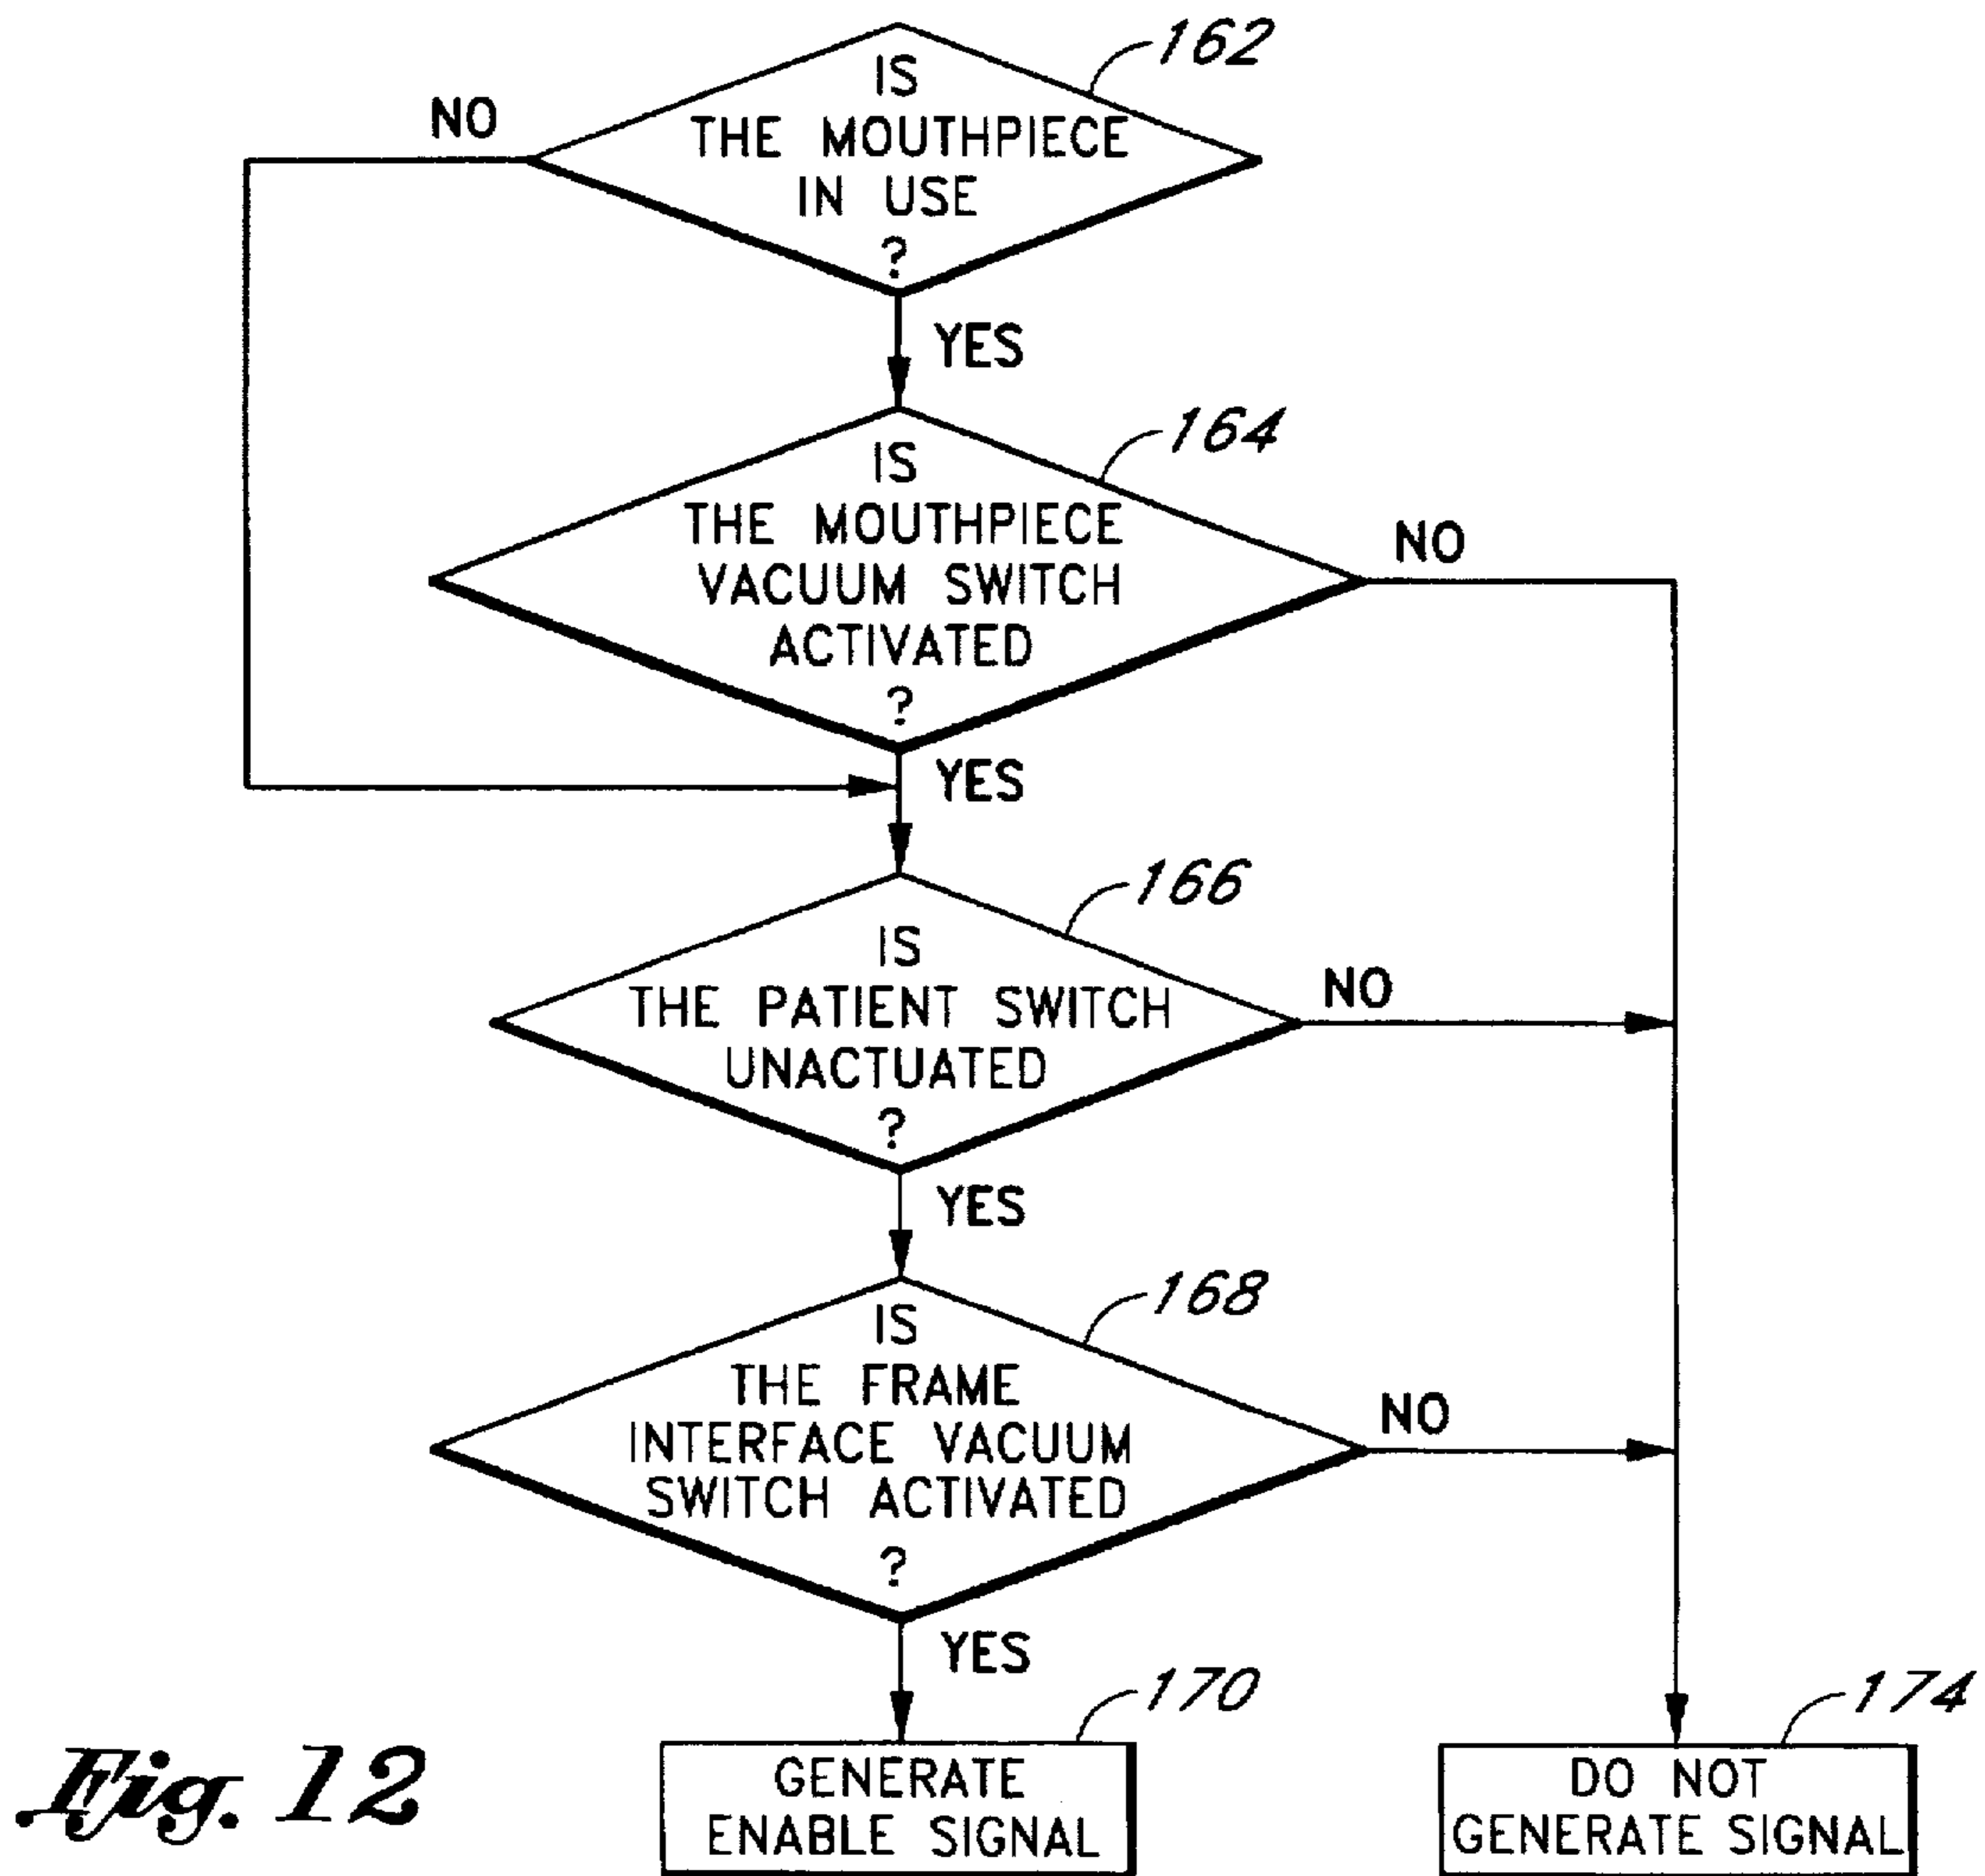 162
IS
THE MOUTHPIECE
IN USE
?
NO
YES
164
IS
THE MOUTHPIECE
VACUUM SWITCH
ACTIVATED
?
NO
YES
166
IS
THE PATIENT SWITCH
UNACTUATED
?
NO
YES
168
IS
THE FRAME
INTERFACE VACUUM
SWITCH ACTIVATED
?
NO
YES
170
GENERATE
ENABLE SIGNAL
174
DO NOT
GENERATE SIGNAL
Fig. 12